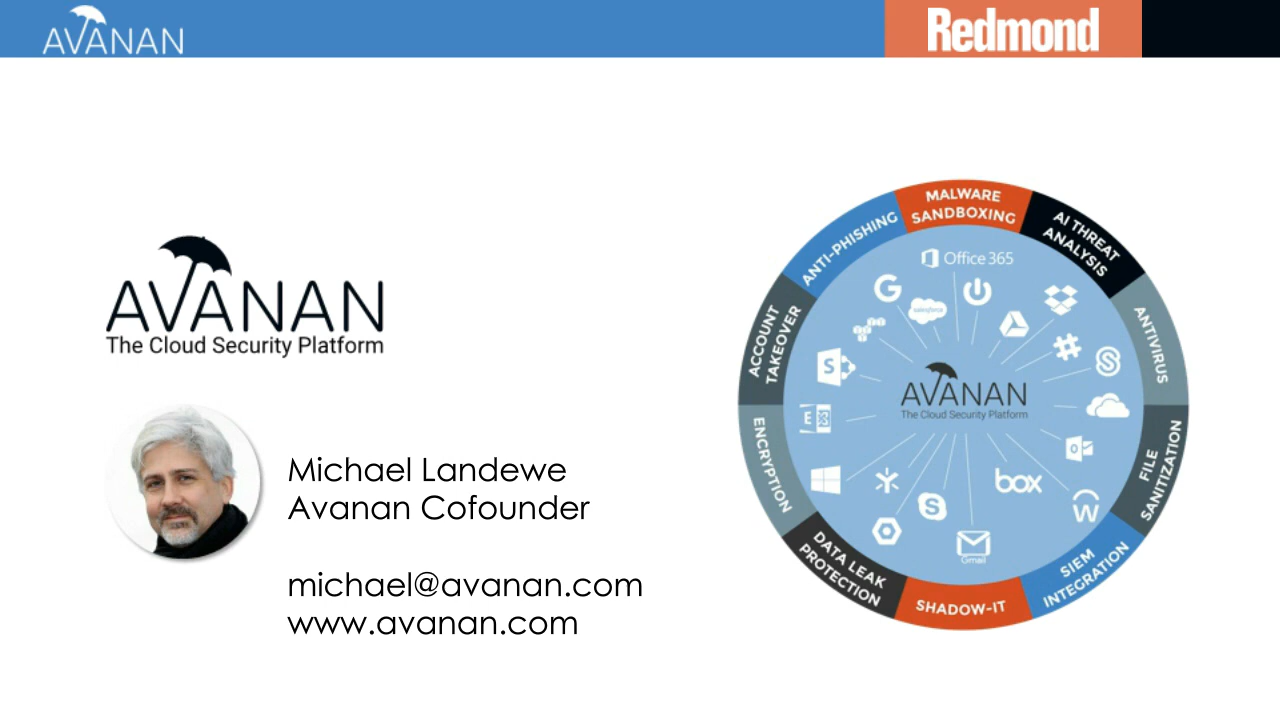 AVANAN
Redmond
AVANAN
The Cloud Security Platform
Michael Landewe
Avanan Cofounder
michael@avanan.com
www.avanan.com
MALWARE
SANDBOXING
AI THREAT
ANALYSIS
ANTIVIRUS
FILE
SANITIZATION
SIEM
INTEGRATION
SHADOW-IT
DATA LEAK
PROTECTION
ENCRYPTION
ACCOUNT
TAKEOVER
ANTI-PHISHING
Office 365
G
salesforce
S
S
AVANAN
The Cloud Security Platform
E
O
box
S
W
Gmail